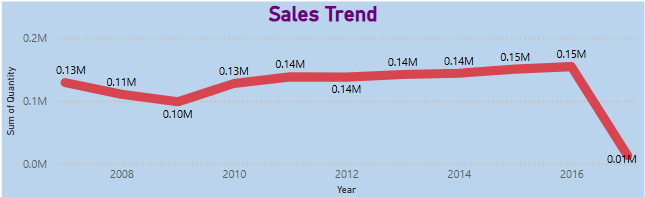 Sales Trend
0.2M
0.1M
0.0M
Sum of Quantity
0.13M
0.11M
0.10M
0.13M
0.14M
0.14M
0.14M
0.14M
0.15M
0.15M
0.01M
2008
2010
2012
2014
2016
Year